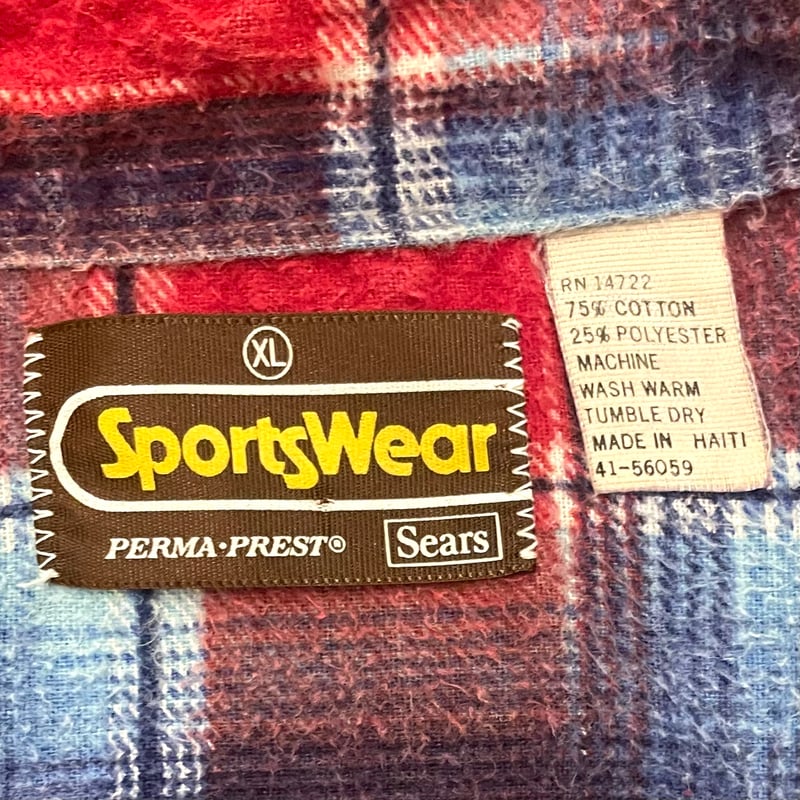 XL
SportsWear
PERMA·PREST®
Sears
RN 14722
75% COTTON
25% POLYESTER
MACHINE
WASH WARM
TUMBLE DRY
MADE IN HAITI
41-56059